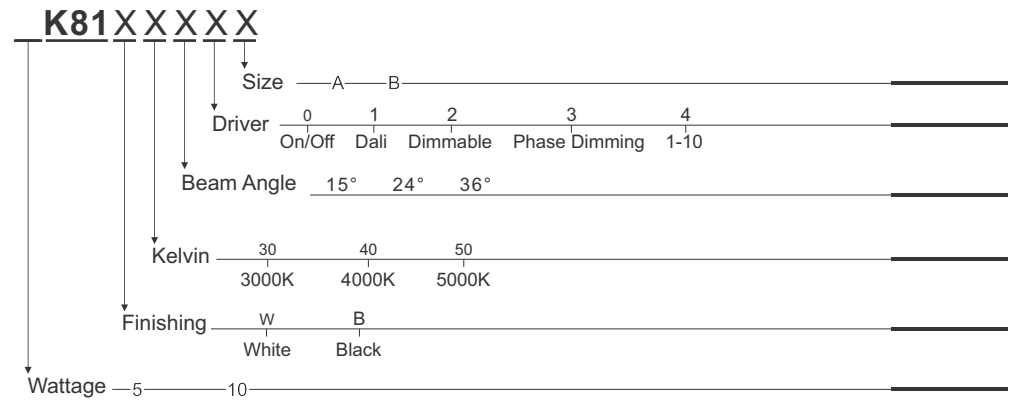 K81XXXXX
Size A B
Driver 0 1 2 3 4
On/Off Dali Dimmable Phase Dimming 1-10
Beam Angle 15° 24° 36°
Kelvin 30 40 50
3000K 4000K 5000K
Finishing W B
White Black
Wattage 5 10